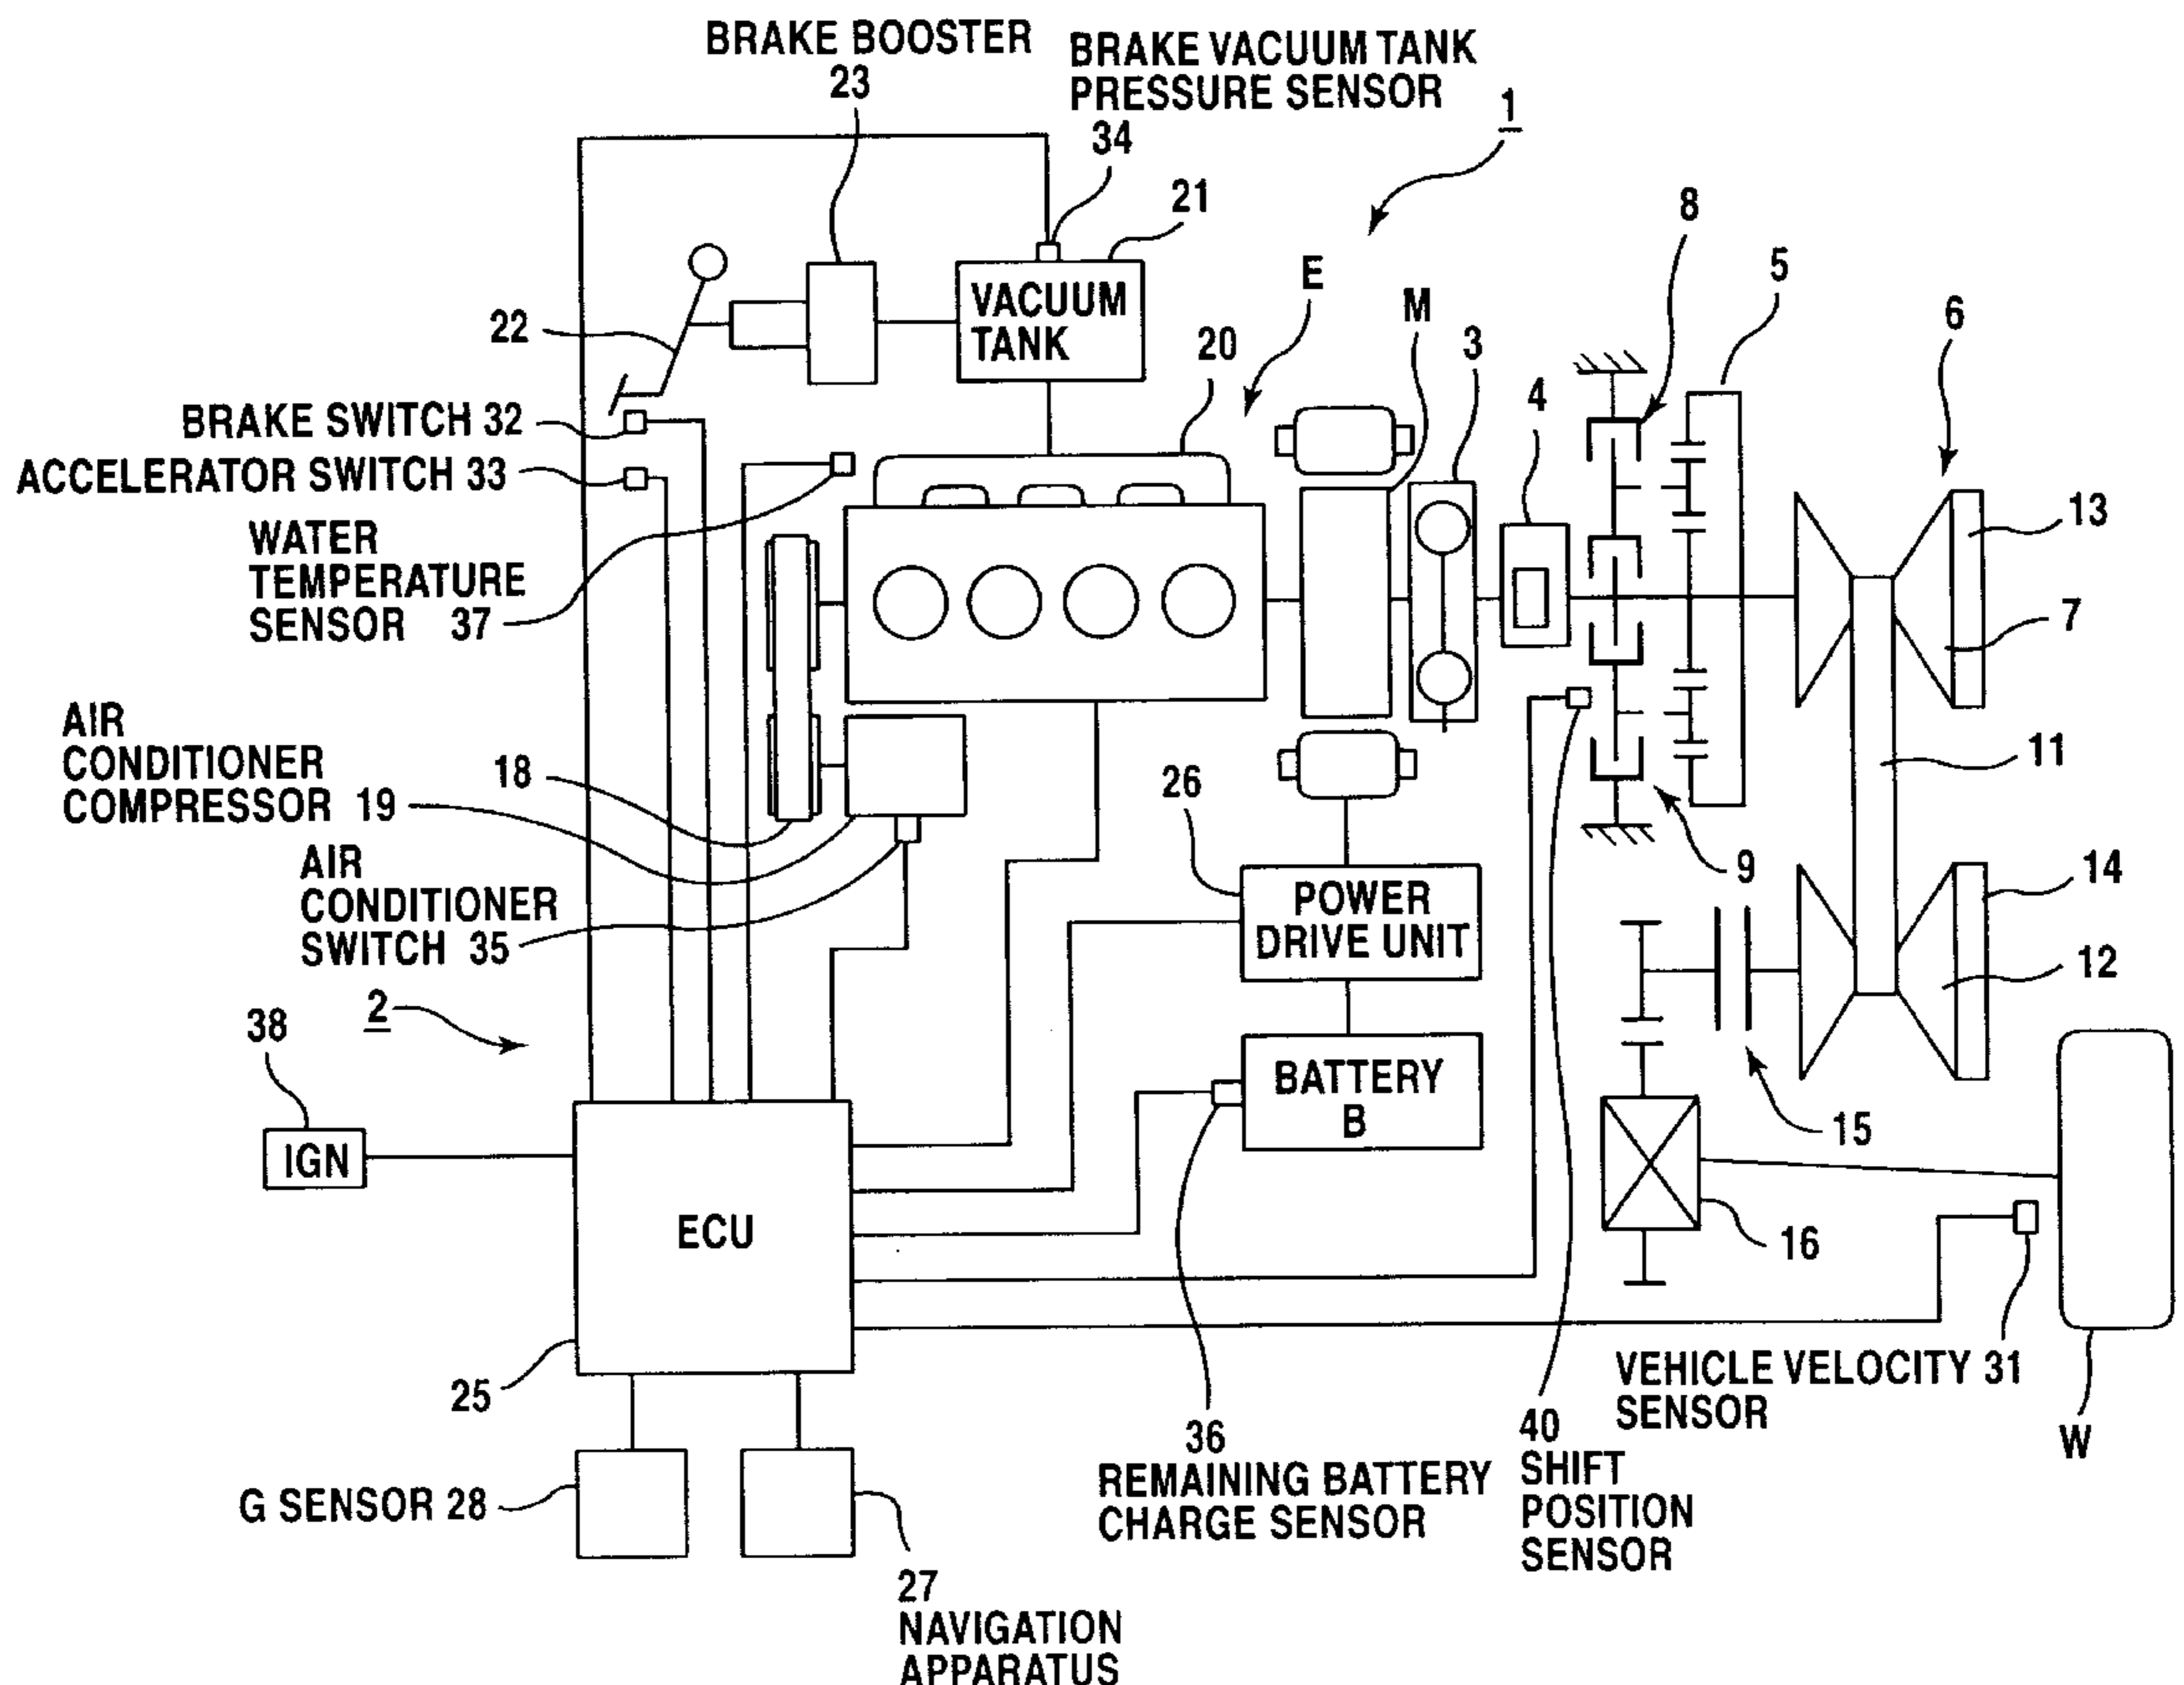 BRAKE BOOSTER
23
BRAKE VACUUM TANK
PRESSURE SENSOR
34
1
21
8
5
E
M
6
VACUUM
TANK
22
20
3
4
BRAKE SWITCH 32
ACCELERATOR SWITCH 33
13
WATER
TEMPERATURE
SENSOR 37
7
AIR
CONDITIONER
COMPRESSOR 19
18
11
26
AIR
CONDITIONER
SWITCH 35
9
14
POWER
DRIVE UNIT
12
2
38
BATTERY
B
15
IGN
ECU
16
25
VEHICLE VELOCITY 31
SENSOR
W
36
REMAINING BATTERY
CHARGE SENSOR
40
SHIFT
POSITION
SENSOR
G SENSOR 28
27
NAVIGATION
APPARATUS